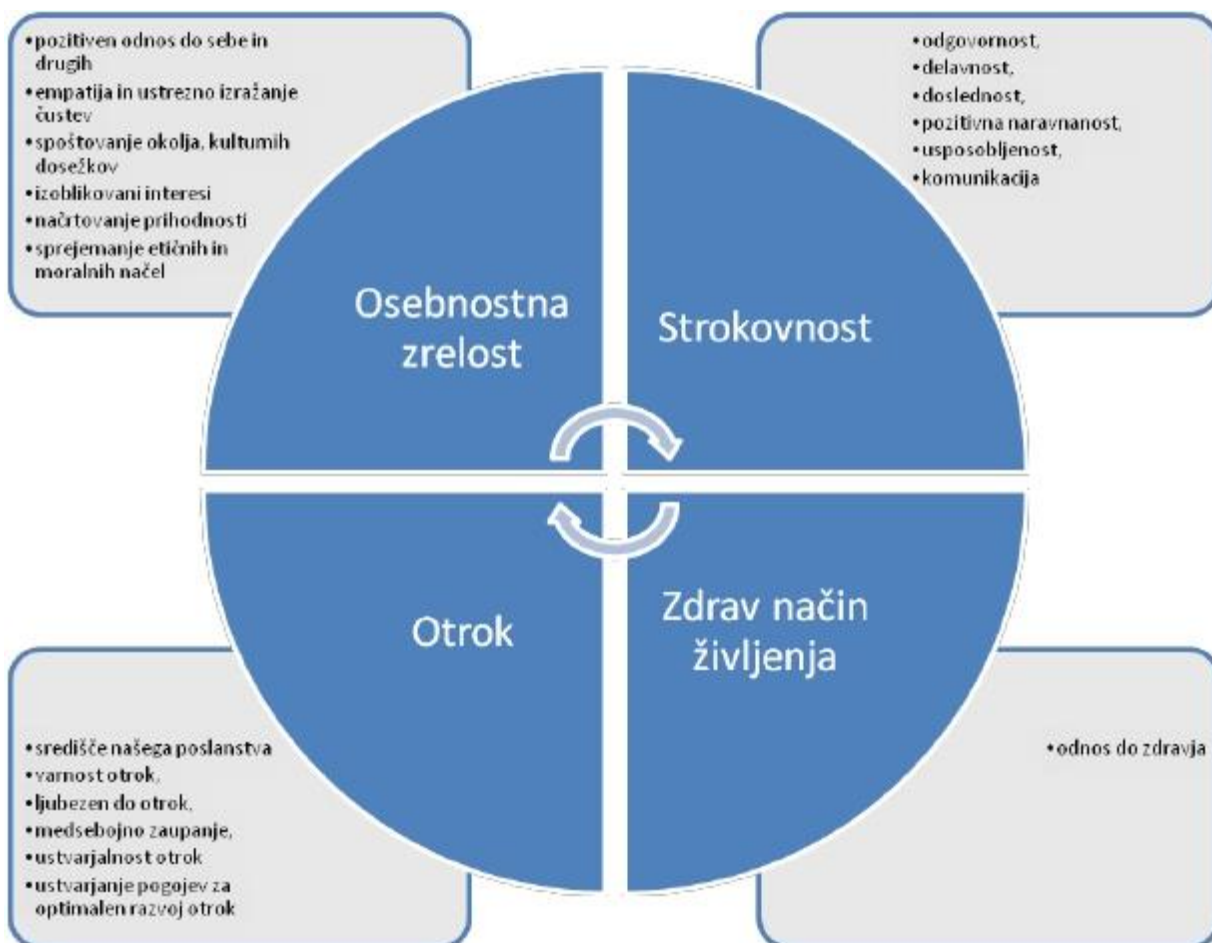 •pozitiven odnos do sebe in
drugih
•empatija in ustrezno izražanje
čustev
•spoštovanje okolja, kulturnih
dosežkov
•izoblikovani interesi
•načrtovanje prihodnosti
•sprejemanje etičnih in
moralnih načel
•odgovornost,
•delavnost,
•doslednost,
•pozitivna naravnanost,
•usposobljenost,
•komunikacija
Osebnostna
zrelost
Strokovnost
Otrok
Zdrav način
življenja
•središče našega poslanstva
•varnost otrok,
•ljubezen do otrok,
•medsebojno zaupanje,
•ustvarjalnost otrok
•ustvarjanje pogojev za
optimalen razvoj otrok
•odnos do zdravja